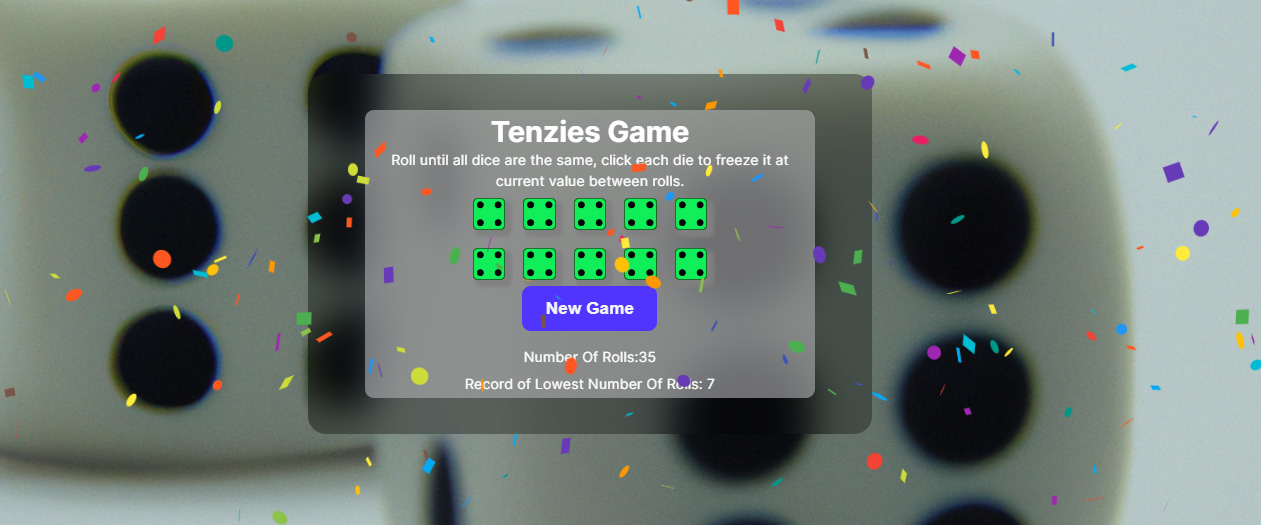 Tenzies Game
Roll until all dice are the same, click each die to freeze it at
current value between rolls.
New Game
Number Of Rolls:35
Record of Lowest Number Of Rolls: 7